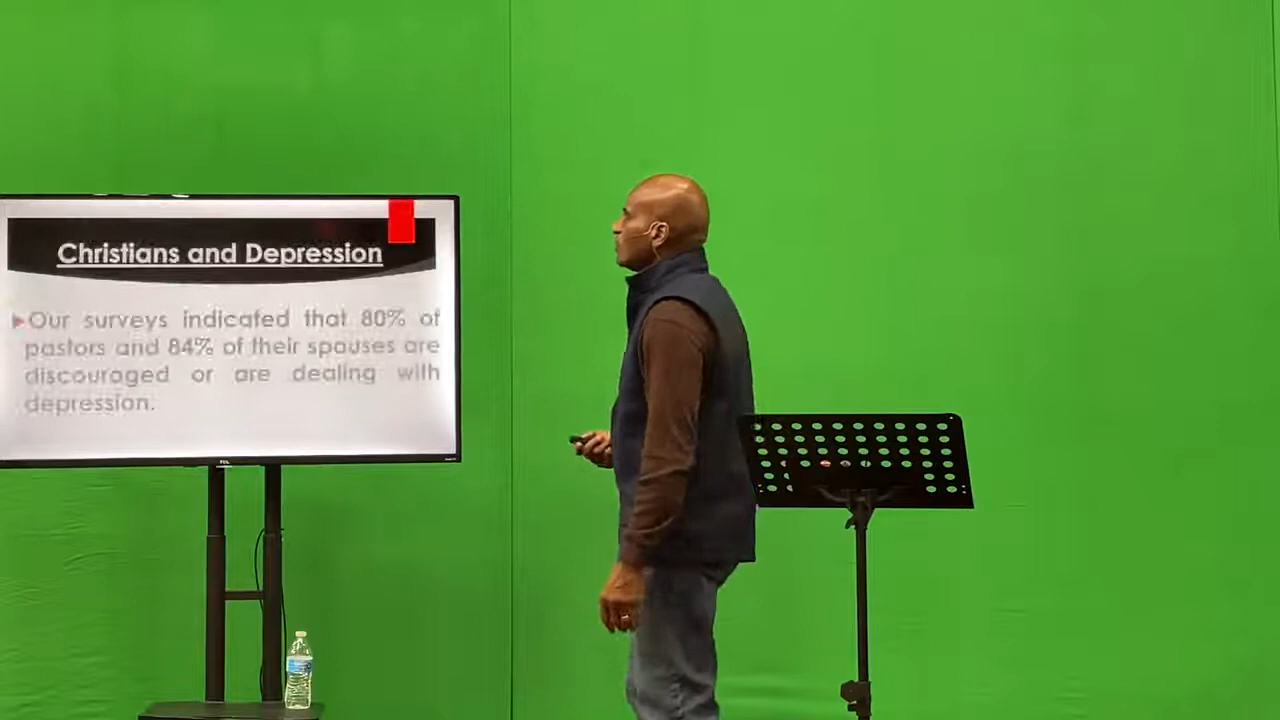 Christians and Depression
Our surveys indicated that 80% of
pastors and 84% of their spouses are
discouraged or are dealing with
depression.
TCL